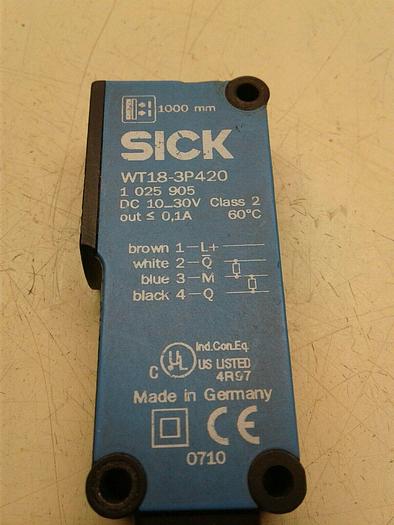 1000 mm
SICK
WT18-3P420
1 025 905
DC 10...30V Class 2
out ≤ 0,1A 60°C
brown 1 – L+
white 2 – Q̅
blue 3 – M
black 4 – Q
Ind.Con.Eq.
C UL US LISTED
4R97
Made in Germany
CE
0710